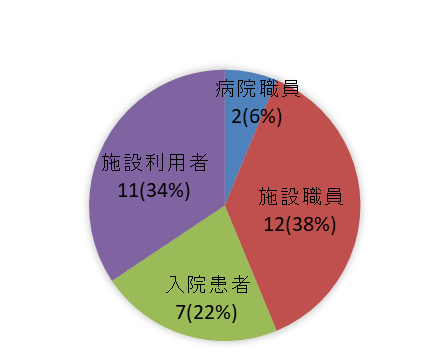 病院職員
2(6%)
施設職員
12(38%)
入院患者
7(22%)
施設利用者
11(34%)